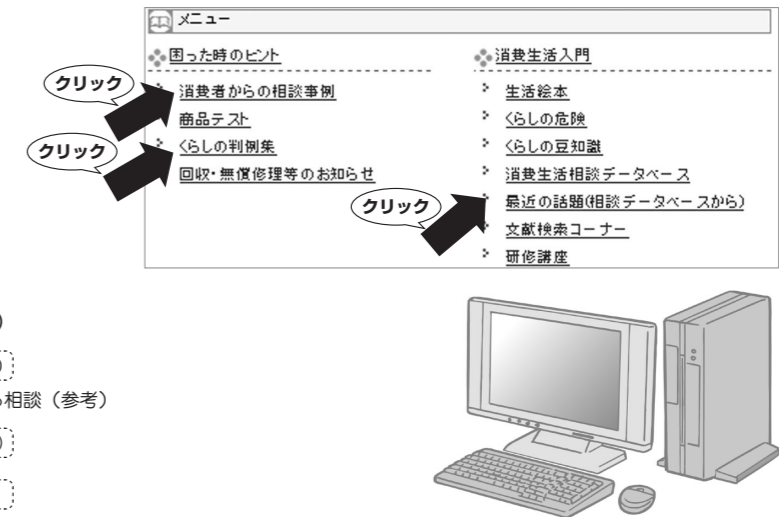 メニュー
困った時のヒント
クリック
消費者からの相談事例
商品テスト
クリック
くらしの判例集
回収・無償修理等のお知らせ
消費生活入門
生活絵本
くらしの危険
くらしの豆知識
消費生活相談データベース
クリック
最近の話題(相談データベースから)
文献検索コーナー
研修講座
相談（参考）